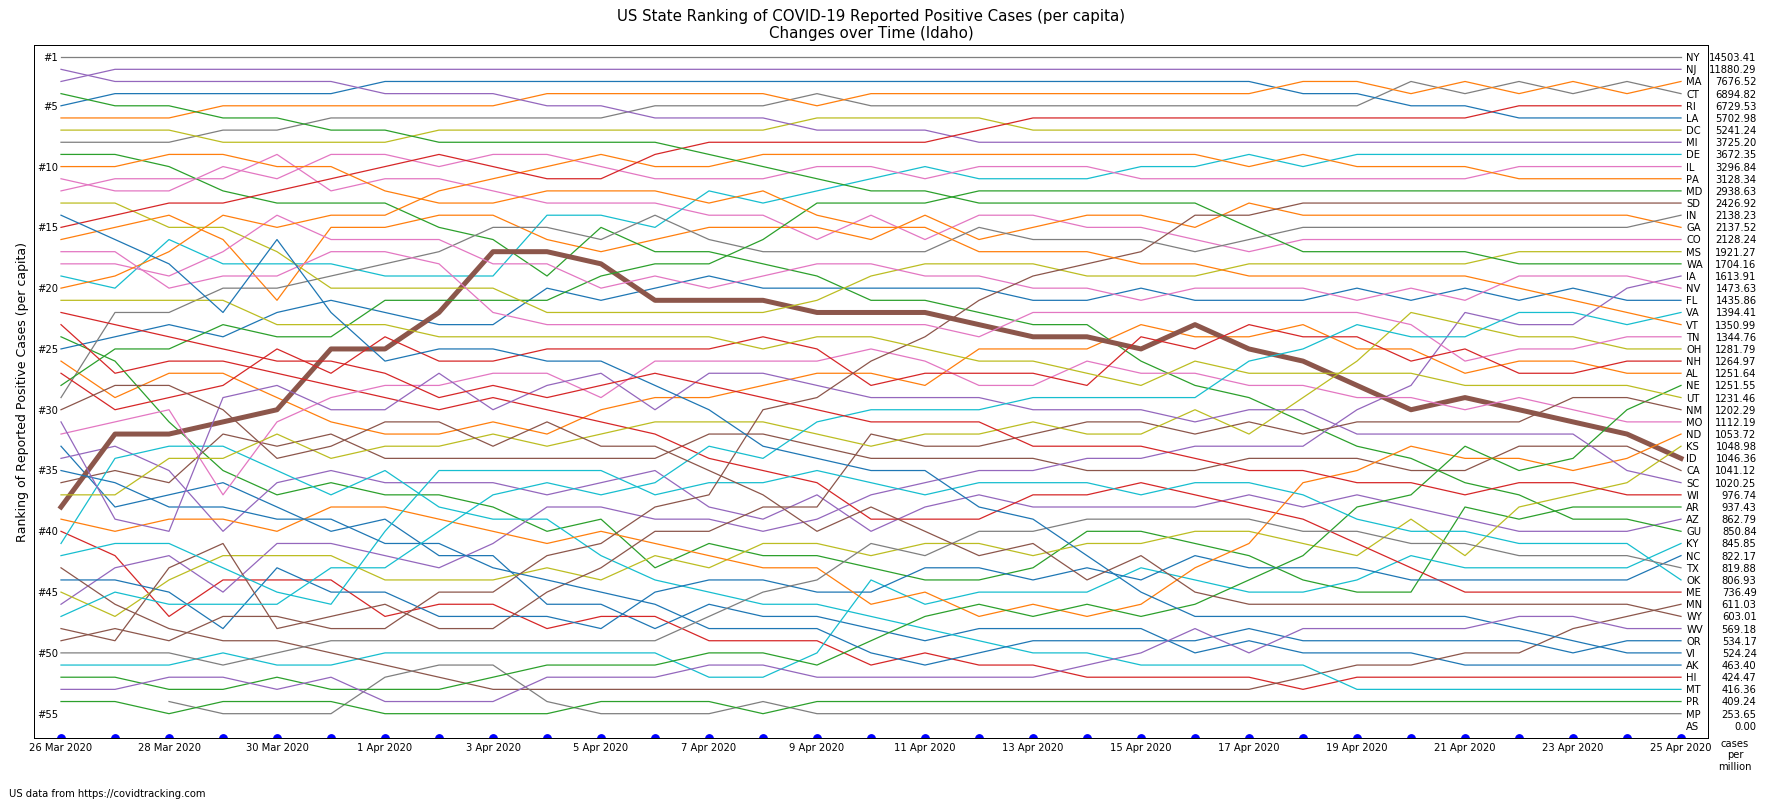 US State Ranking of COVID-19 Reported Positive Cases (per capita)
Changes over Time (Idaho)
Ranking of Reported Positive Cases (per capita)
#1
#5
#10
#15
#20
#25
#30
#35
#40
#45
#50
#55
NY 14503.41
NJ 11880.29
MA 7676.52
CT 6894.82
RI 6729.53
LA 5702.98
DC 5241.24
MI 3725.20
DE 3672.35
IL 3296.84
PA 3128.34
MD 2938.63
SD 2426.92
IN 2138.23
GA 2137.52
CO 2128.24
MS 1921.27
WA 1704.16
IA 1613.91
NV 1473.63
FL 1435.86
VA 1394.41
VT 1350.99
TN 1344.76
OH 1281.79
NH 1264.97
AL 1251.64
NE 1251.55
UT 1231.46
NM 1202.29
MO 1112.19
ND 1053.72
KS 1048.98
ID 1046.36
CA 1041.12
SC 1020.25
WI 976.74
AR 937.43
AZ 862.79
GU 850.84
KY 845.85
NC 822.17
TX 819.88
OK 806.93
ME 736.49
MN 611.03
WY 603.01
WV 569.18
OR 534.17
VI 524.24
AK 463.40
HI 424.47
MT 416.36
PR 409.24
MP 253.65
AS 0.00
26 Mar 2020 28 Mar 2020 30 Mar 2020 1 Apr 2020 3 Apr 2020 5 Apr 2020 7 Apr 2020 9 Apr 2020 11 Apr 2020 13 Apr 2020 15 Apr 2020 17 Apr 2020 19 Apr 2020 21 Apr 2020 23 Apr 2020 25 Apr 2020
cases
per
million
US data from https://covidtracking.com